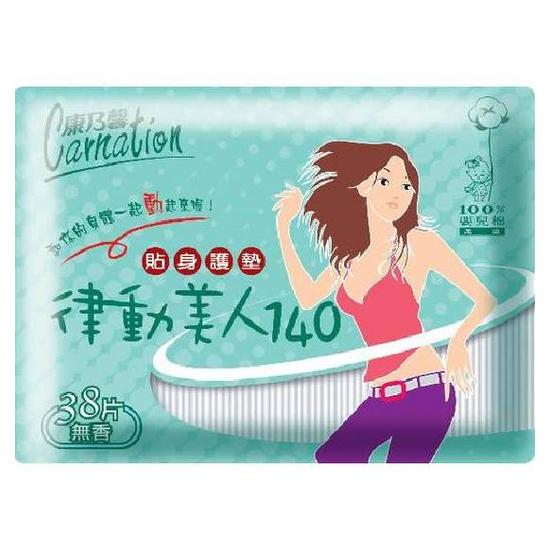 康乃馨
Carnation
和你的身體一起動起來喔!
貼身護墊
律動美人140
38片
無香
100%
嬰兒棉